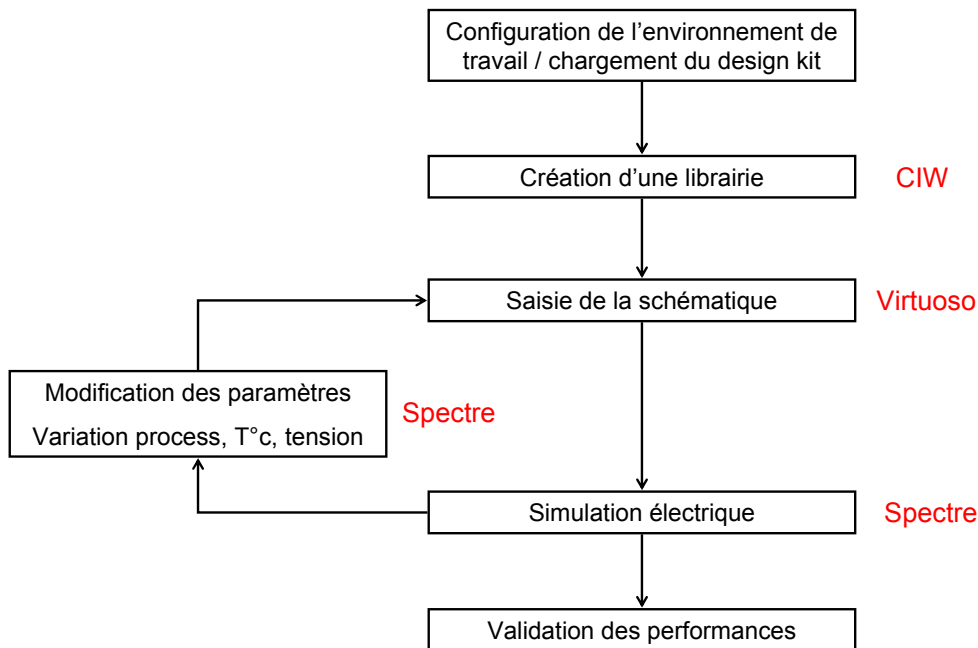 Configuration de l’environnement de
travail / chargement du design kit
Création d’une librairie
CIW
Saisie de la schématique
Virtuoso
Modification des paramètres
Variation process, T°c, tension
Spectre
Simulation électrique
Spectre
Validation des performances